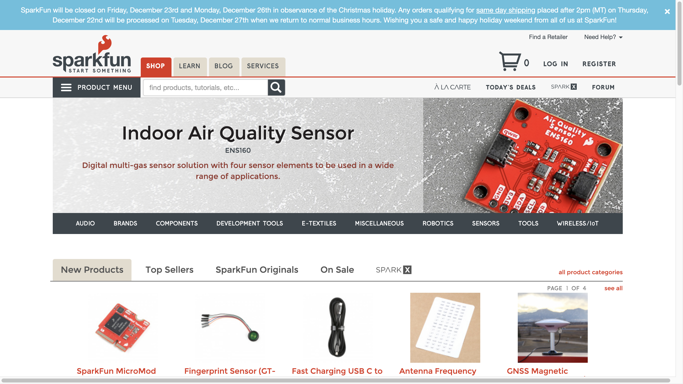 SparkFun will be closed on Friday, December 23rd and Monday, December 26th in observance of the Christmas holiday. Any orders qualifying for same day shipping placed after 2pm (MT) on Thursday,
December 22nd will be processed on Tuesday, December 27th when we return to normal business hours. Wishing you a safe and happy holiday weekend from all of us at SparkFun!
Find a Retailer
Need Help?
sparkfun
START SOMETHING
SHOP
LEARN
BLOG
SERVICES
0
LOG IN
REGISTER
PRODUCT MENU
find products, tutorials, etc...
À LA CARTE
TODAY'S DEALS
SPARK X
FORUM
Indoor Air Quality Sensor
ENS160
Digital multi-gas sensor solution with four sensor elements to be used in a wide
range of applications.
Air Quality
Sensor
ENS160
AUDIO
BRANDS
COMPONENTS
DEVELOPMENT TOOLS
E-TEXTILES
MISCELLANEOUS
ROBOTICS
SENSORS
TOOLS
WIRELESS/IoT
New Products
Top Sellers
SparkFun Originals
On Sale
SPARK X
all product categories
PAGE 1 OF 4
see all
SparkFun MicroMod
Fingerprint Sensor (GT-
Fast Charging USB C to
Antenna Frequency
GNSS Magnetic